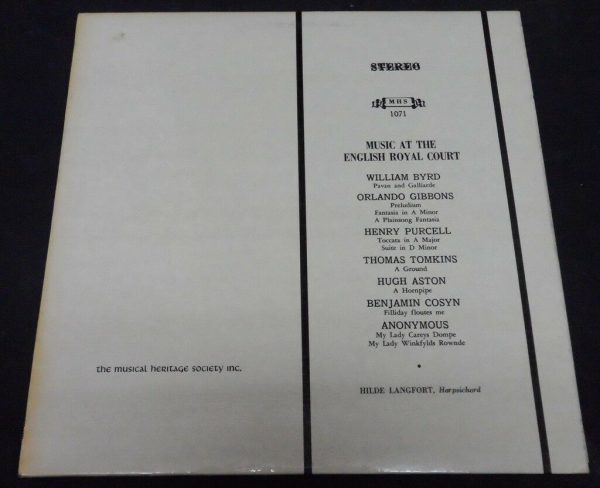 STEREO
MHS
1071
MUSIC AT THE
ENGLISH ROYAL COURT
WILLIAM BYRD
Pavan and Galliarde
ORLANDO GIBBONS
Preludium
Fantasia in A Minor
A Plainsong Fantasia
HENRY PURCELL
Toccata in A Major
Suite in D Minor
THOMAS TOMKINS
A Ground
HUGH ASTON
A Hornpipe
BENJAMIN COSYN
Filliday floutes me
ANONYMOUS
My Lady Careys Dompe
My Lady Winkfylds Rownde
HILDE LANGFORT, Harpsichord
the musical heritage society inc.